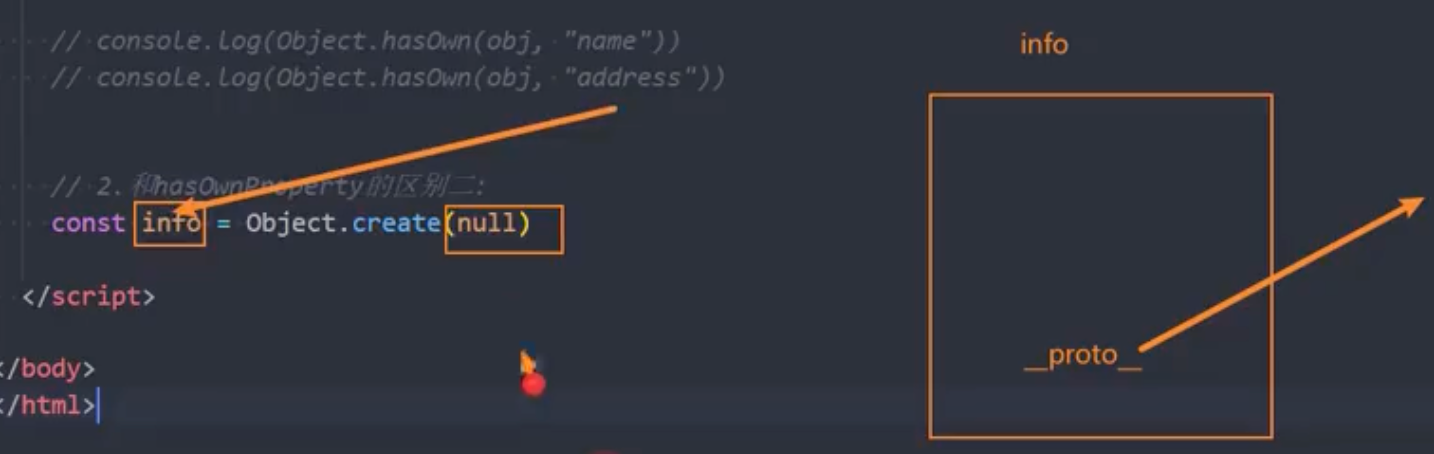 // console.log(Object.hasOwn(obj, "name"))
// console.log(Object.hasOwn(obj, "address"))
// 2. 和hasOwnProperty的区别二:
const info = Object.create(null)
</script>
</body>
</html>
info
__proto__